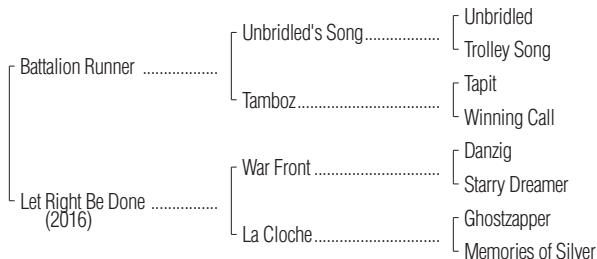 Unbridled
Unbridled's Song..................
Trolley Song
Battalion Runner ..................
Tapit
Tamboz..................................
Winning Call
Danzig
War Front ..............................
Starry Dreamer
Let Right Be Done ................
(2016)
Ghostzapper
La Cloche..............................
Memories of Silver